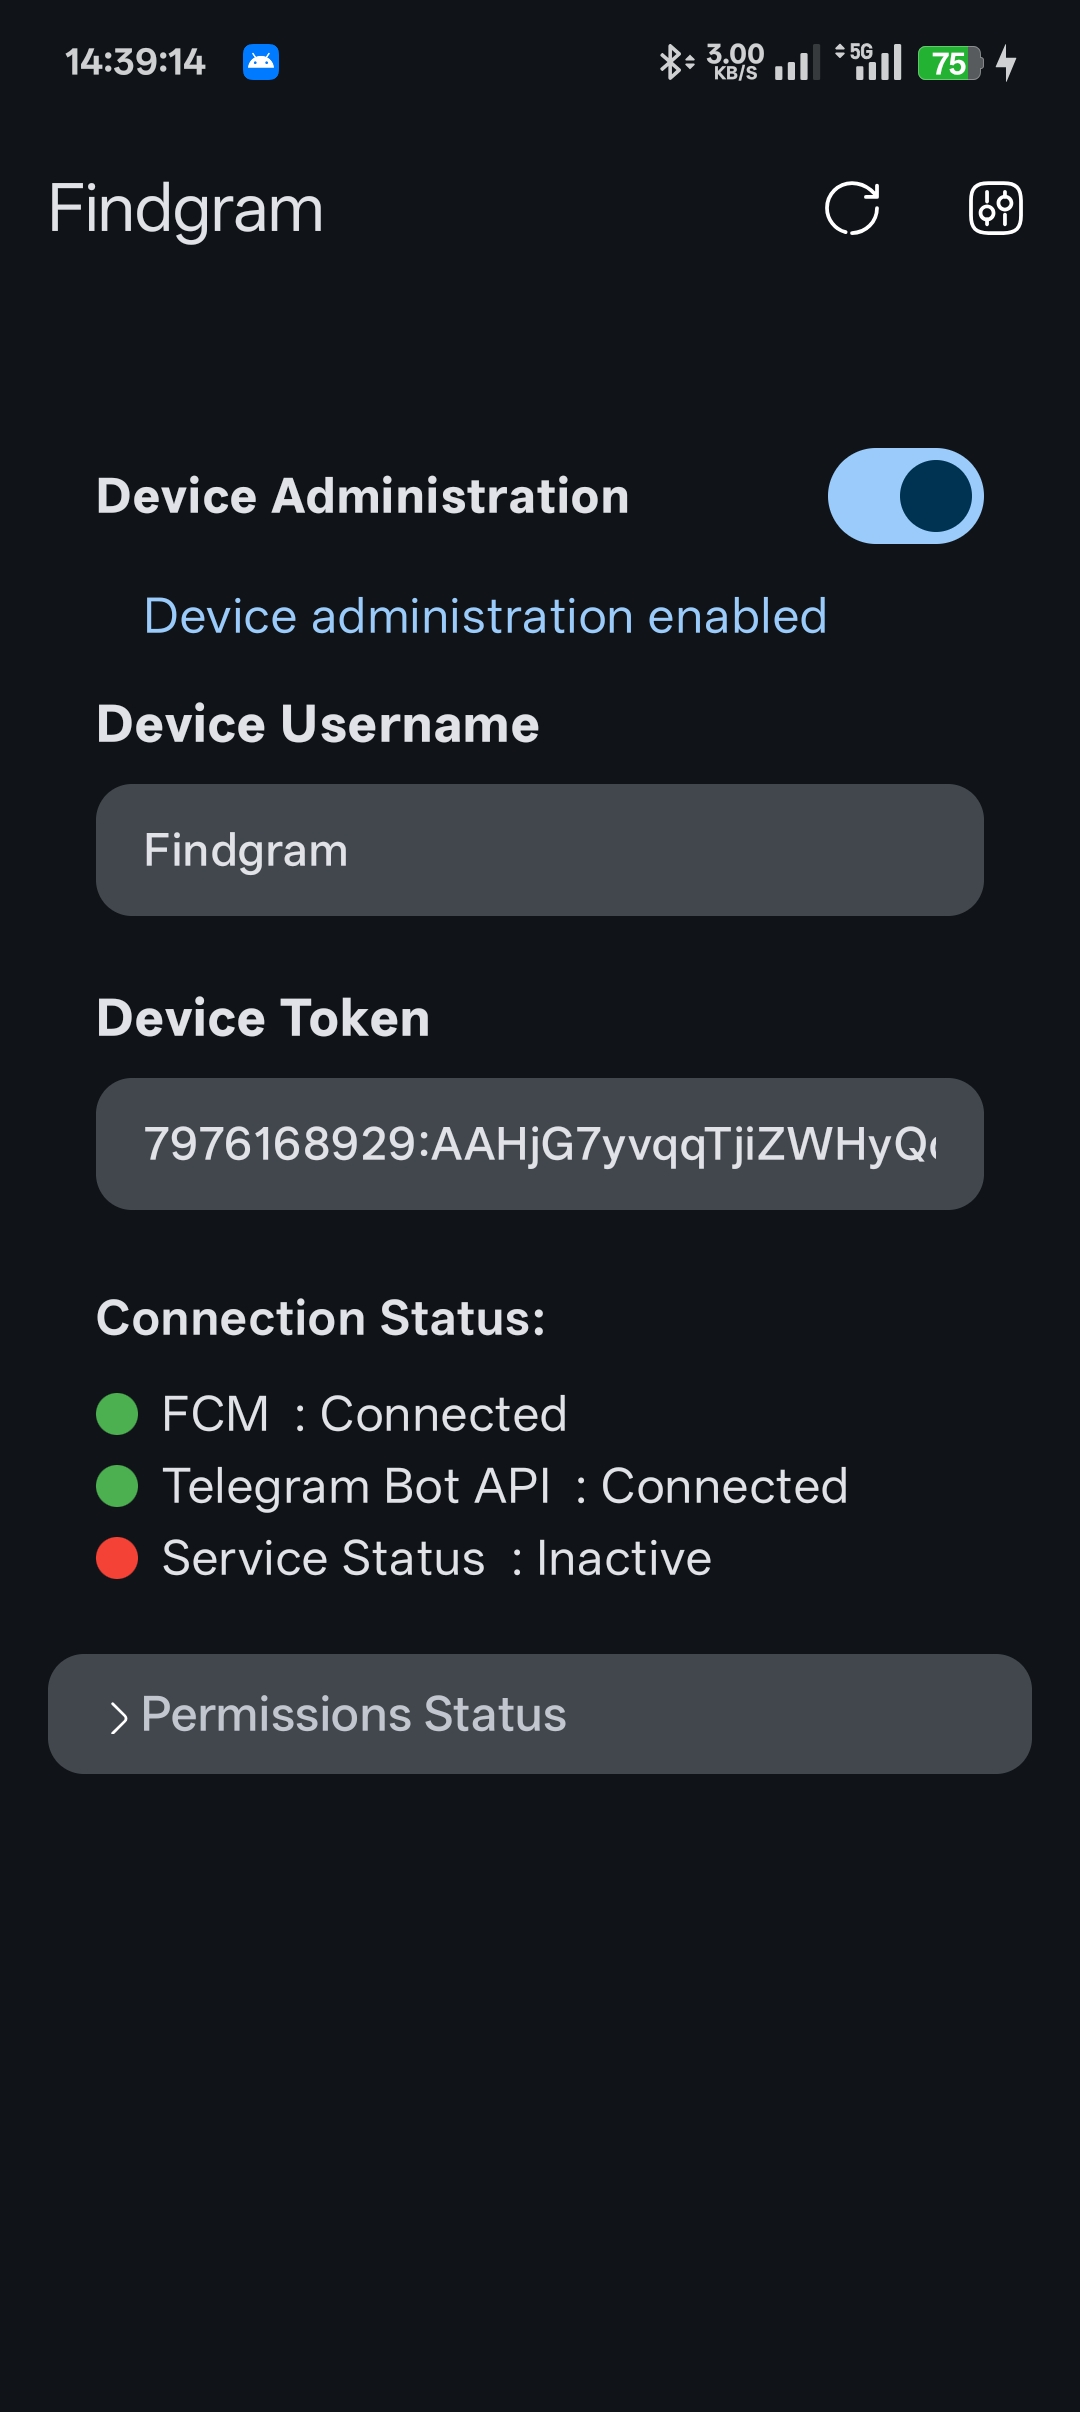 14:39:14
3.00
KB/S
5G
75
Findgram
Device Administration
Device administration enabled
Device Username
Findgram
Device Token
7976168929:AAHjG7yvqqTjiZWHyQ
Connection Status:
FCM : Connected
Telegram Bot API : Connected
Service Status : Inactive
Permissions Status